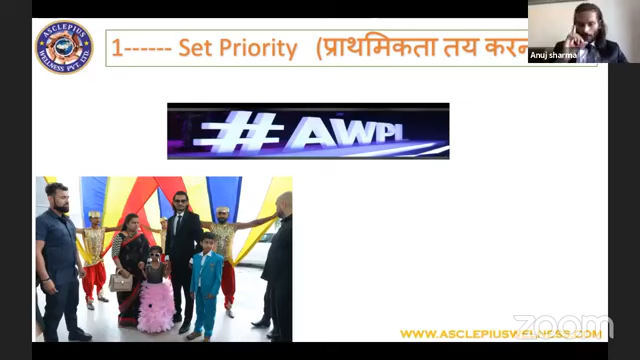 ASCLEPIUS
WELLNESS PVT. LTD.
1------ Set Priority (प्राथमिकता तय करन
Anuj sharma
#AWPL
WWW.ASCLEPIUSWELLNESS.COM
zoom